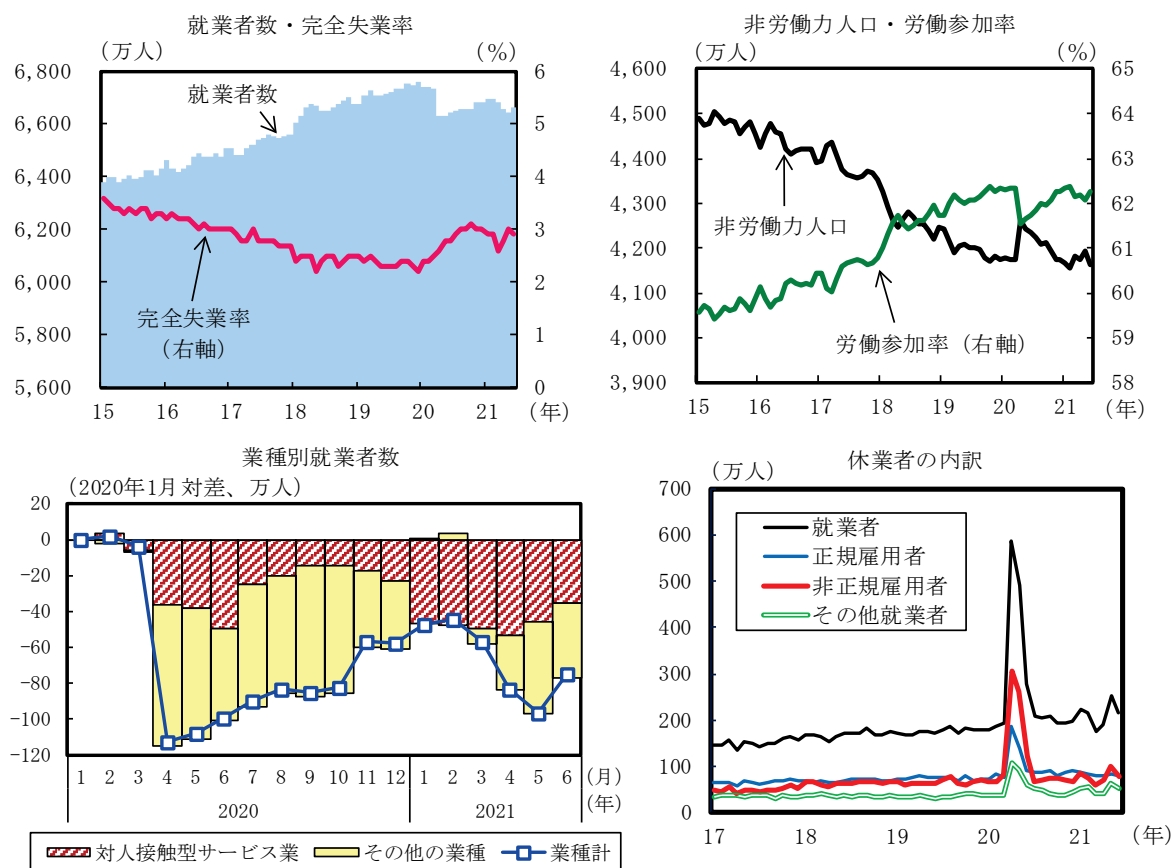 就業者数・完全失業率
(万人)
(%)
6,800
6,600
6,400
6,200
6,000
5,800
5,600
6
5
4
3
2
1
0
就業者数
完全失業率
(右軸)
15 16 17 18 19 20 21 (年)
非労働力人口・労働参加率
(万人)
(%)
4,600
4,500
4,400
4,300
4,200
4,100
4,000
3,900
65
64
63
62
61
60
59
58
非労働力人口
労働参加率(右軸)
15 16 17 18 19 20 21
(年)
業種別就業者数
(2020年1月対差、万人)
20
0
-20
-40
-60
-80
-100
-120
1 2 3 4 5 6 7 8 9 10 11 12 1 2 3 4 5 6 (月)
2020 2021 (年)
対人接触型サービス業 その他の業種 業種計
休業者の内訳
(万人)
700
600
500
400
300
200
100
0
就業者
正規雇用者
非正規雇用者
その他就業者
17 18 19 20 21
(年)